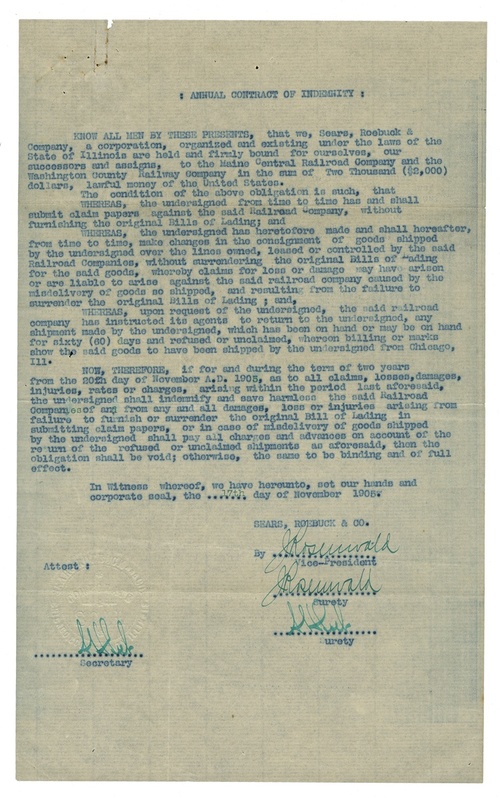 : ANNUAL CONTRACT OF INDEMNITY :
KNOW ALL MEN BY THESE PRESENTS, that we, Sears, Roebuck &
Company, a corporation, organized and existing under the laws of the
State of Illinois are held and firmly bound for ourselves, our
successors and assigns, to the Maine Central Railroad Company and the
Washington County Railway Company in the sum of Two Thousand ($2,000)
dollars, lawful money of the United States.
The condition of the above obligation is such, that
WHEREAS, the undersigned from time to time has and shall
submit claim papers against the said Railroad Company, without
furnishing the original Bills of Lading; and
WHEREAS, the undersigned has heretofore made and shall hereafter,
from time to time, make changes in the consignment of goods shipped
by the undersigned over the lines owned, leased or controlled by the said
Railroad Companies, without surrendering the original Bills of Lading
for the said goods, whereby claims for loss or damage may have arisen
or are liable to arise against the said railroad company caused by the
misdelivery of goods so shipped, and resulting from the failure to
surrender the original Bills of Lading ; and,
WHEREAS, upon request of the undersigned, the said railroad
company has instructed its agents to return to the undersigned, any
shipment made by the undersigned, which has been on hand or may be on hand
for sixty (60) days and refused or unclaimed, whereon billing or marks
show the said goods to have been shipped by the undersigned from Chicago,
Ill.
NOW, THEREFORE, if for and during the term of two years
from the 20th day of November A.D. 1905, as to all claims, losses, damages,
injuries, rates or charges, arising within the period last aforesaid,
the undersigned shall indemnify and save harmless the said Railroad
Companies of and from any and all damages, loss or injuries arising from
failure to furnish or surrender the original Bill of Lading in
submitting claim papers, or in case of misdelivery of goods shipped
by the undersigned shall pay all charges and advances on account of the
return of the refused or unclaimed shipments as aforesaid, then the
obligation shall be void; otherwise, the same to be binding and of full
effect.
In Witness whereof, we have hereunto, set our hands and
corporate seal, the ...17th... day of November 1905.
SEARS, ROEBUCK & CO.
By J Rosenwald
Vice-President
Attest :
J Rosenwald
Surety
Surety
Secretary